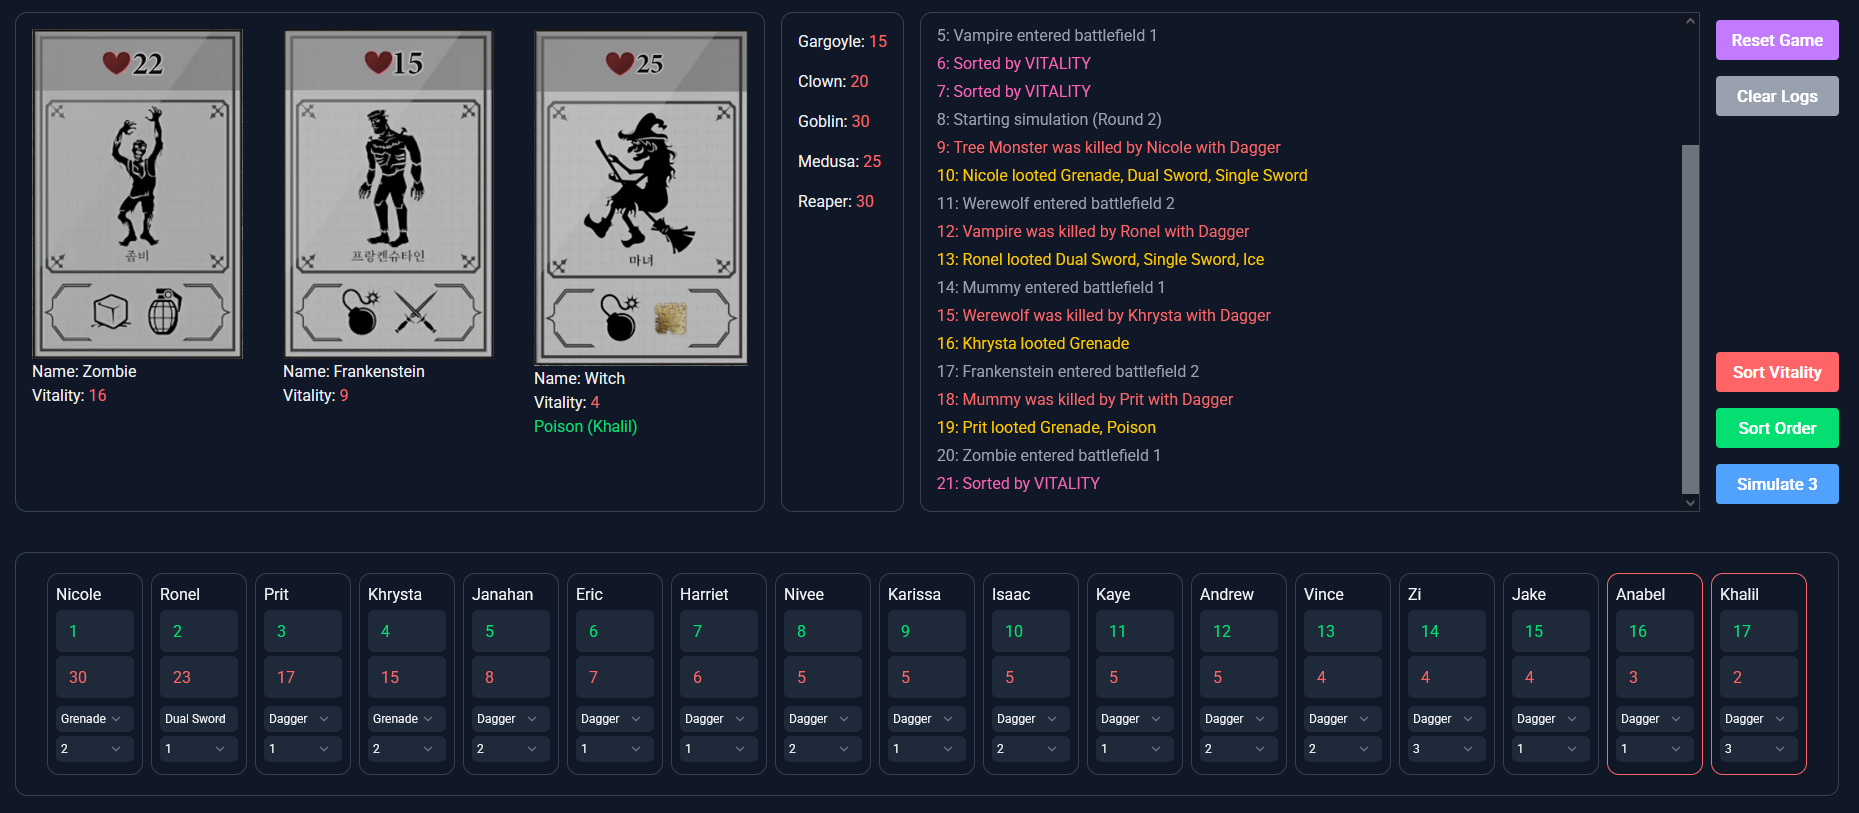 22
좀비
Name: Zombie
Vitality: 16
15
프랑켄슈타인
Name: Frankenstein
Vitality: 9
25
마녀
Name: Witch
Vitality: 4
Poison (Khalil)
Gargoyle: 15
Clown: 20
Goblin: 30
Medusa: 25
Reaper: 30
5: Vampire entered battlefield 1
6: Sorted by VITALITY
7: Sorted by VITALITY
8: Starting simulation (Round 2)
9: Tree Monster was killed by Nicole with Dagger
10: Nicole looted Grenade, Dual Sword, Single Sword
11: Werewolf entered battlefield 2
12: Vampire was killed by Ronel with Dagger
13: Ronel looted Dual Sword, Single Sword, Ice
14: Mummy entered battlefield 1
15: Werewolf was killed by Khrysta with Dagger
16: Khrysta looted Grenade
17: Frankenstein entered battlefield 2
18: Mummy was killed by Prit with Dagger
19: Prit looted Grenade, Poison
20: Zombie entered battlefield 1
21: Sorted by VITALITY
Reset Game
Clear Logs
Sort Vitality
Sort Order
Simulate 3
Nicole Ronel Prit Khrysta Janahan Eric Harriet Nivee Karissa Isaac Kaye Andrew Vince Zi Jake Anabel Khalil
1 2 3 4 5 6 7 8 9 10 11 12 13 14 15 16 17
30 23 17 15 8 7 6 5 5 5 5 5 4 4 4 3 2
Grenade Dual Sword Dagger Grenade Dagger Dagger Dagger Dagger Dagger Dagger Dagger Dagger Dagger Dagger Dagger Dagger Dagger
2 1 1 2 2 1 1 2 1 2 1 2 2 3 1 1 3